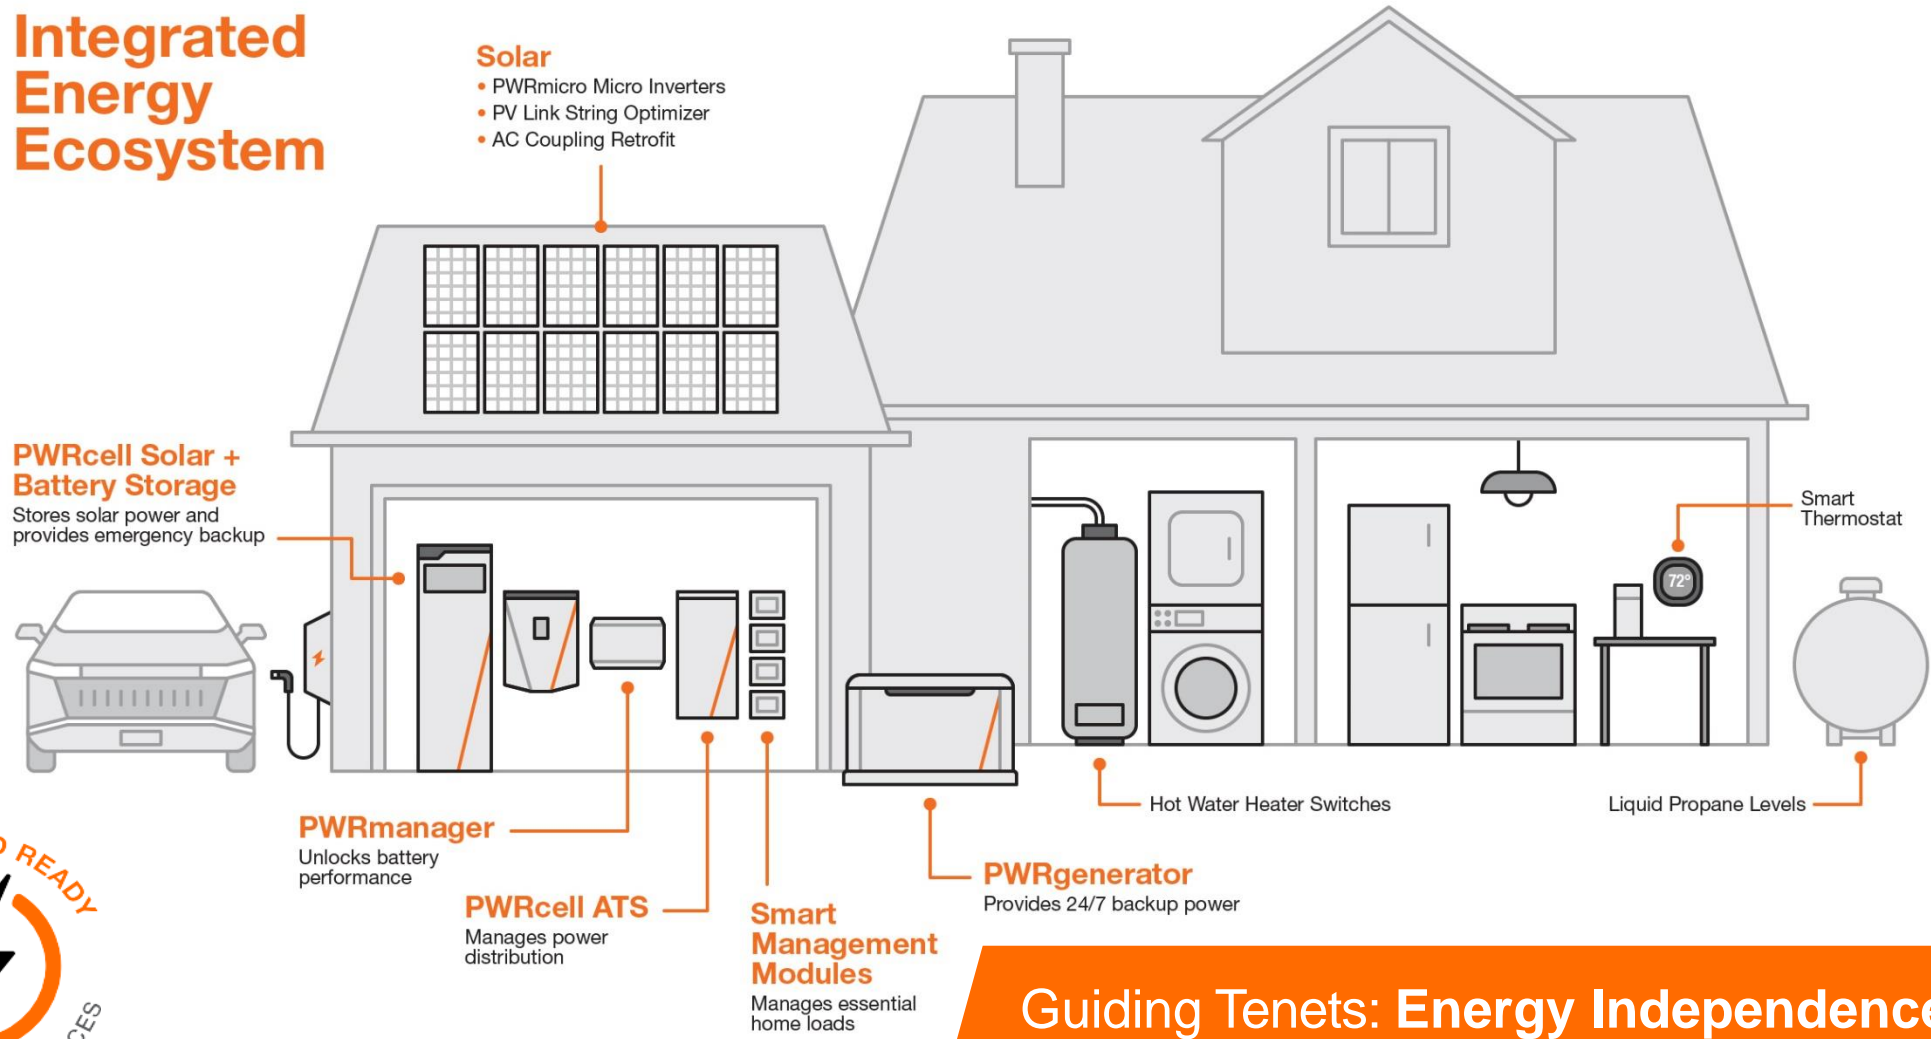 Integrated
Energy
Ecosystem
Solar
• PWRmicro Micro Inverters
• PV Link String Optimizer
• AC Coupling Retrofit
PWRcell Solar +
Battery Storage
Stores solar power and
provides emergency backup
Smart
Thermostat
72°
PWRmanager
Unlocks battery
performance
PWRcell ATS
Manages power
distribution
Smart
Management
Modules
Manages essential
home loads
PWRgenerator
Provides 24/7 backup power
Hot Water Heater Switches
Liquid Propane Levels
READY
Guiding Tenets: Energy Independence